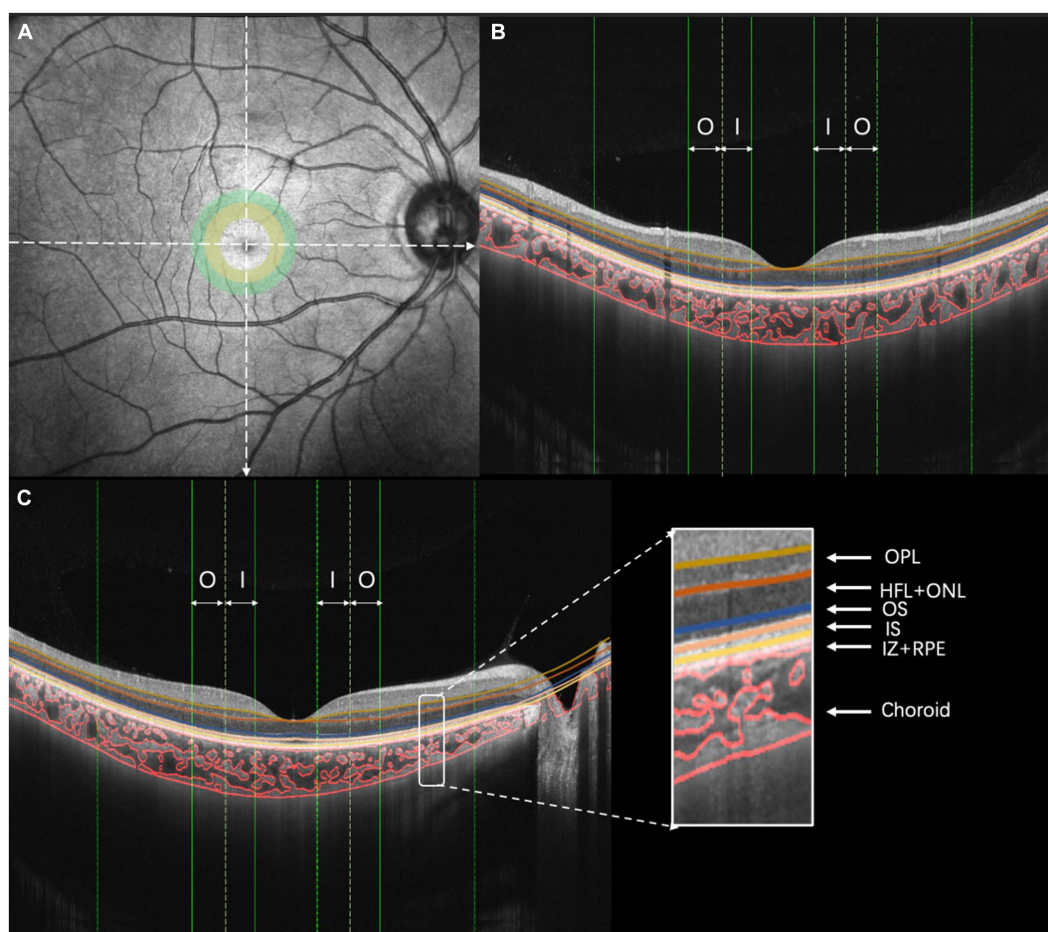 A
B
O I I O
C
O I I O
OPL
HFL+ONL
OS
IS
IZ+RPE
Choroid